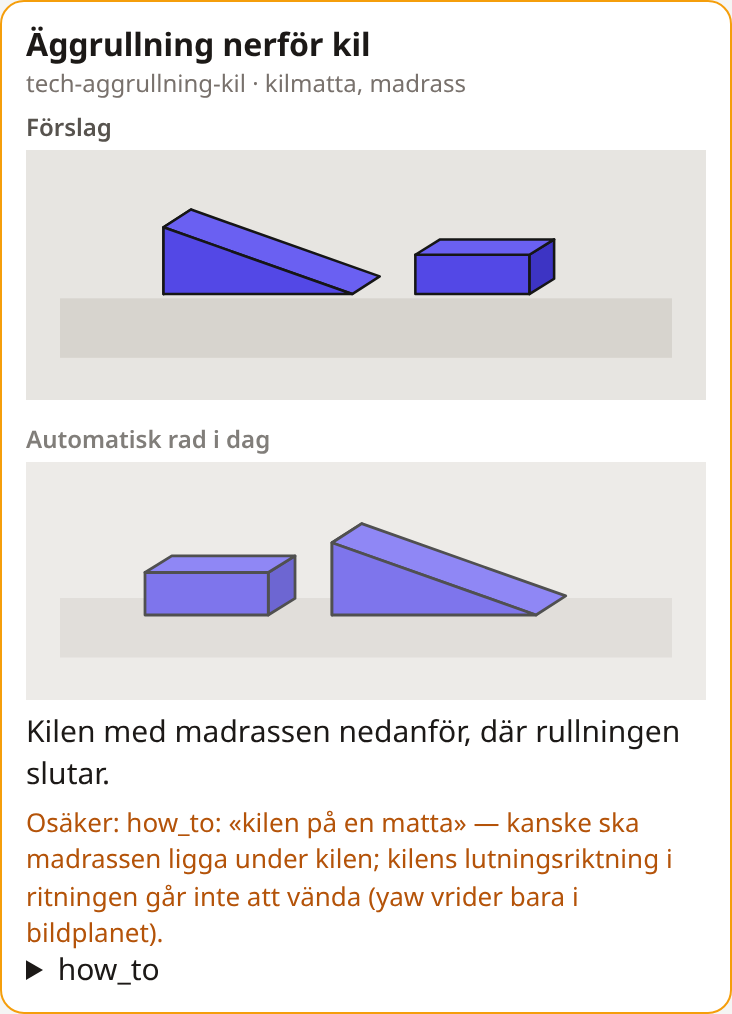 Äggrullning nerför kil
tech-aggrullning-kil · kilmatta, madrass
Förslag
Automatisk rad i dag
Kilen med madrassen nedanför, där rullningen
slutar.
Osäker: how_to: «kilen på en matta» — kanske ska
madrassen ligga under kilen; kilens lutningsriktning i
ritningen går inte att vända (yaw vrider bara i
bildplanet).
▶ how_to